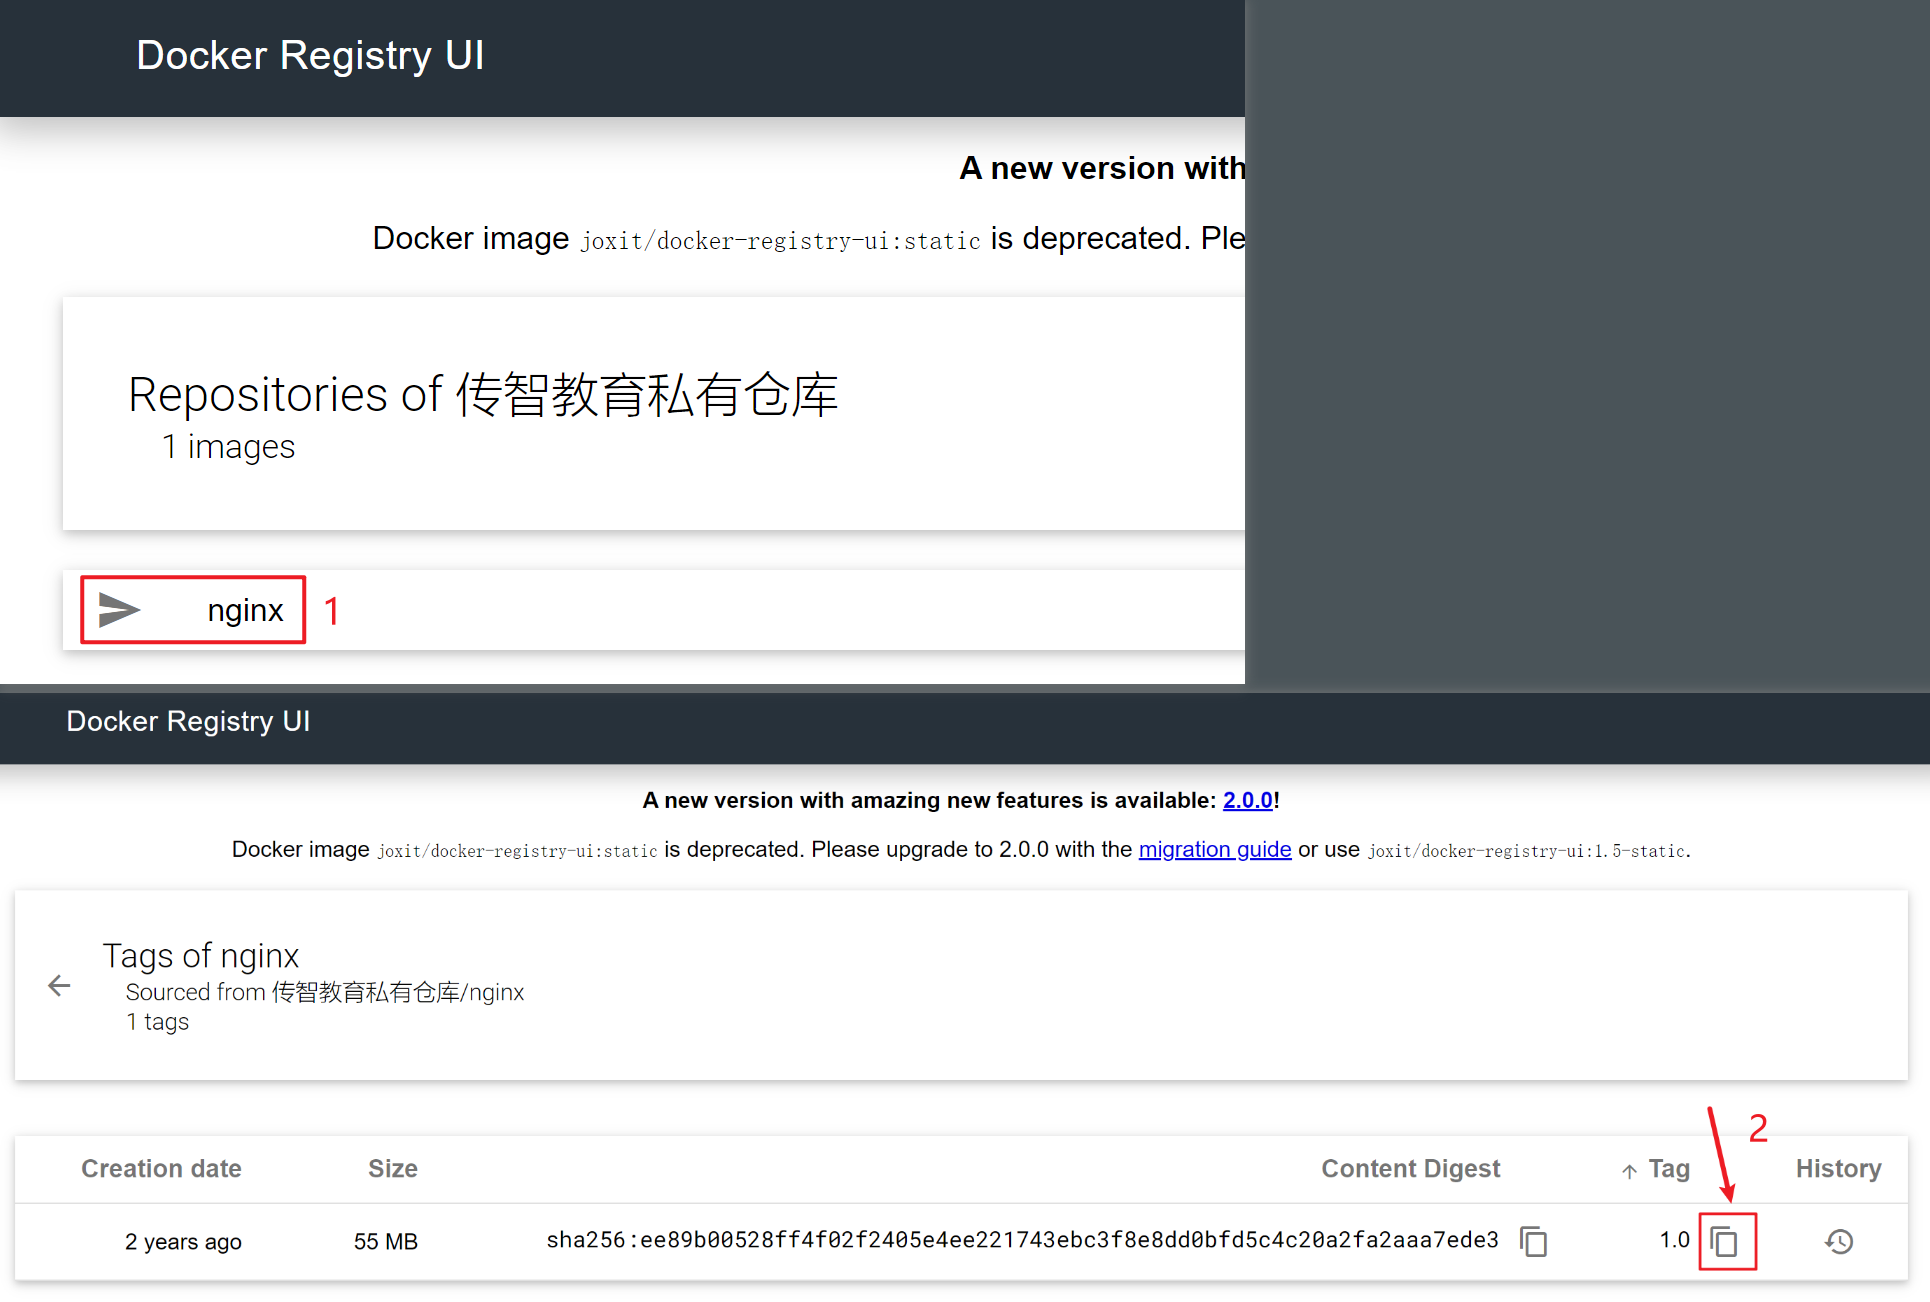 Docker Registry UI
A new version with
Docker image joxit/docker-registry-ui:static is deprecated. Ple
Repositories of 传智教育私有仓库
1 images
nginx 1
Docker Registry UI
A new version with amazing new features is available: 2.0.0!
Docker image joxit/docker-registry-ui:static is deprecated. Please upgrade to 2.0.0 with the migration guide or use joxit/docker-registry-ui:1.5-static.
Tags of nginx
Sourced from 传智教育私有仓库/nginx
1 tags
2
Creation date Size Content Digest Tag History
2 years ago 55 MB sha256:ee89b00528ff4f02f2405e4ee221743ebc3f8e8dd0bfd5c4c20a2fa2aaa7ede3 1.0